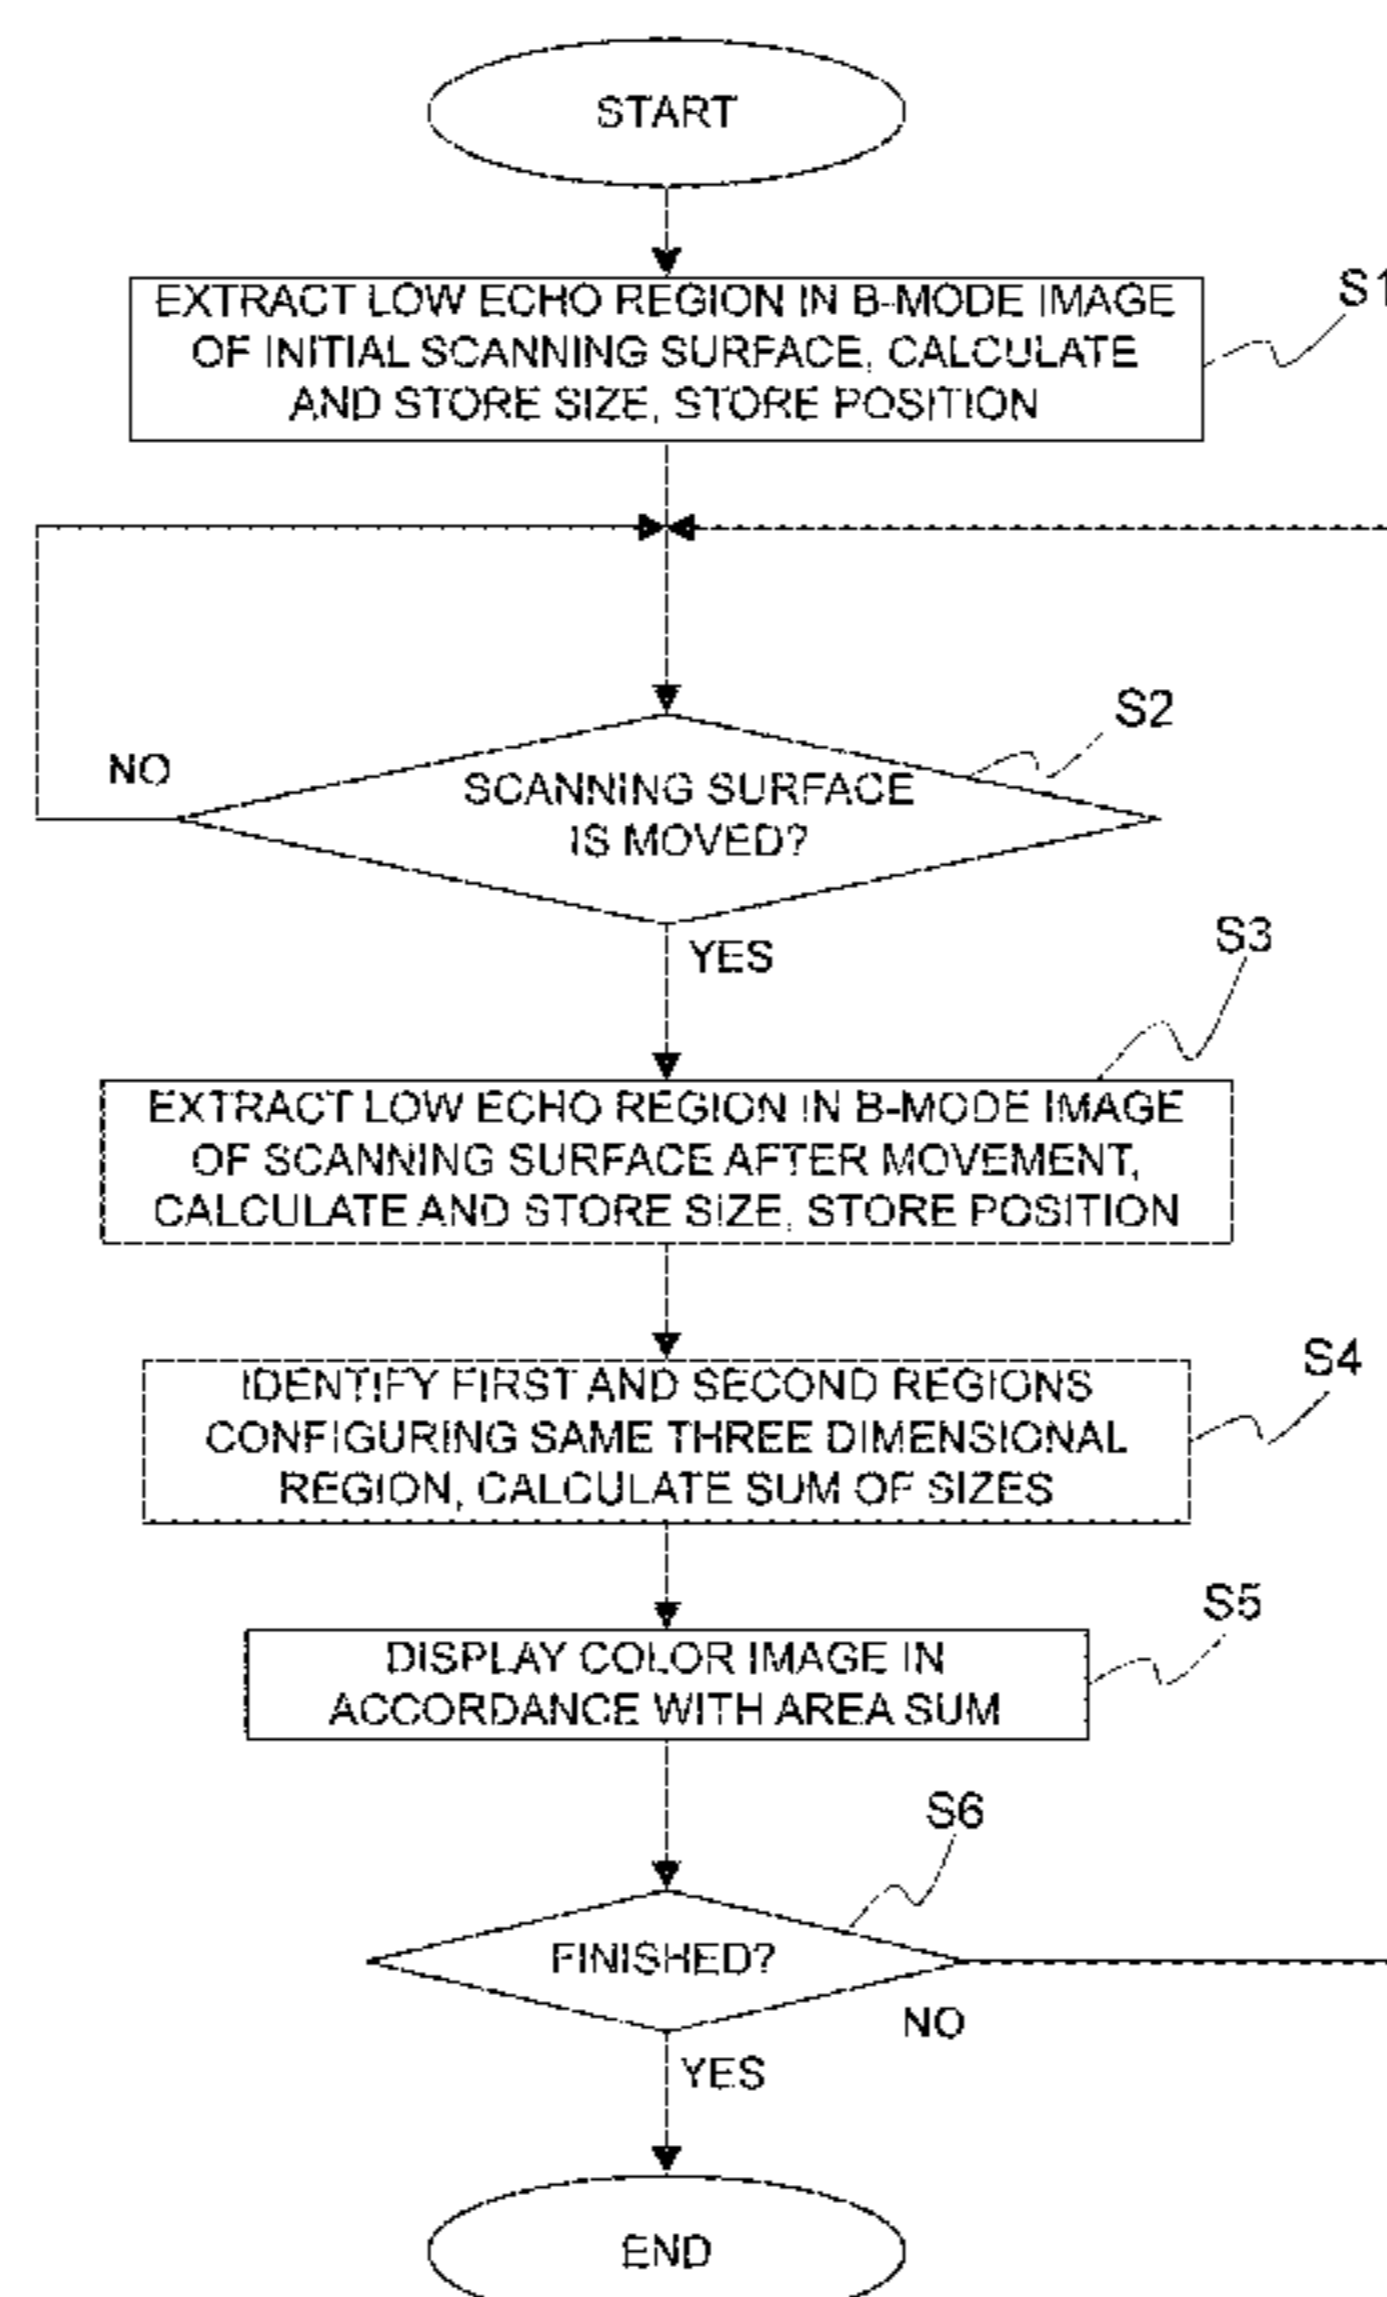 START
EXTRACT LOW ECHO REGION IN B-MODE IMAGE
OF INITIAL SCANNING SURFACE, CALCULATE
AND STORE SIZE, STORE POSITION
S1
S2
NO
SCANNING SURFACE
IS MOVED?
YES
S3
EXTRACT LOW ECHO REGION IN B-MODE IMAGE
OF SCANNING SURFACE AFTER MOVEMENT,
CALCULATE AND STORE SIZE, STORE POSITION
S4
IDENTIFY FIRST AND SECOND REGIONS
CONFIGURING SAME THREE DIMENSIONAL
REGION, CALCULATE SUM OF SIZES
S5
DISPLAY COLOR IMAGE IN
ACCORDANCE WITH AREA SUM
S6
FINISHED?
NO
YES
END